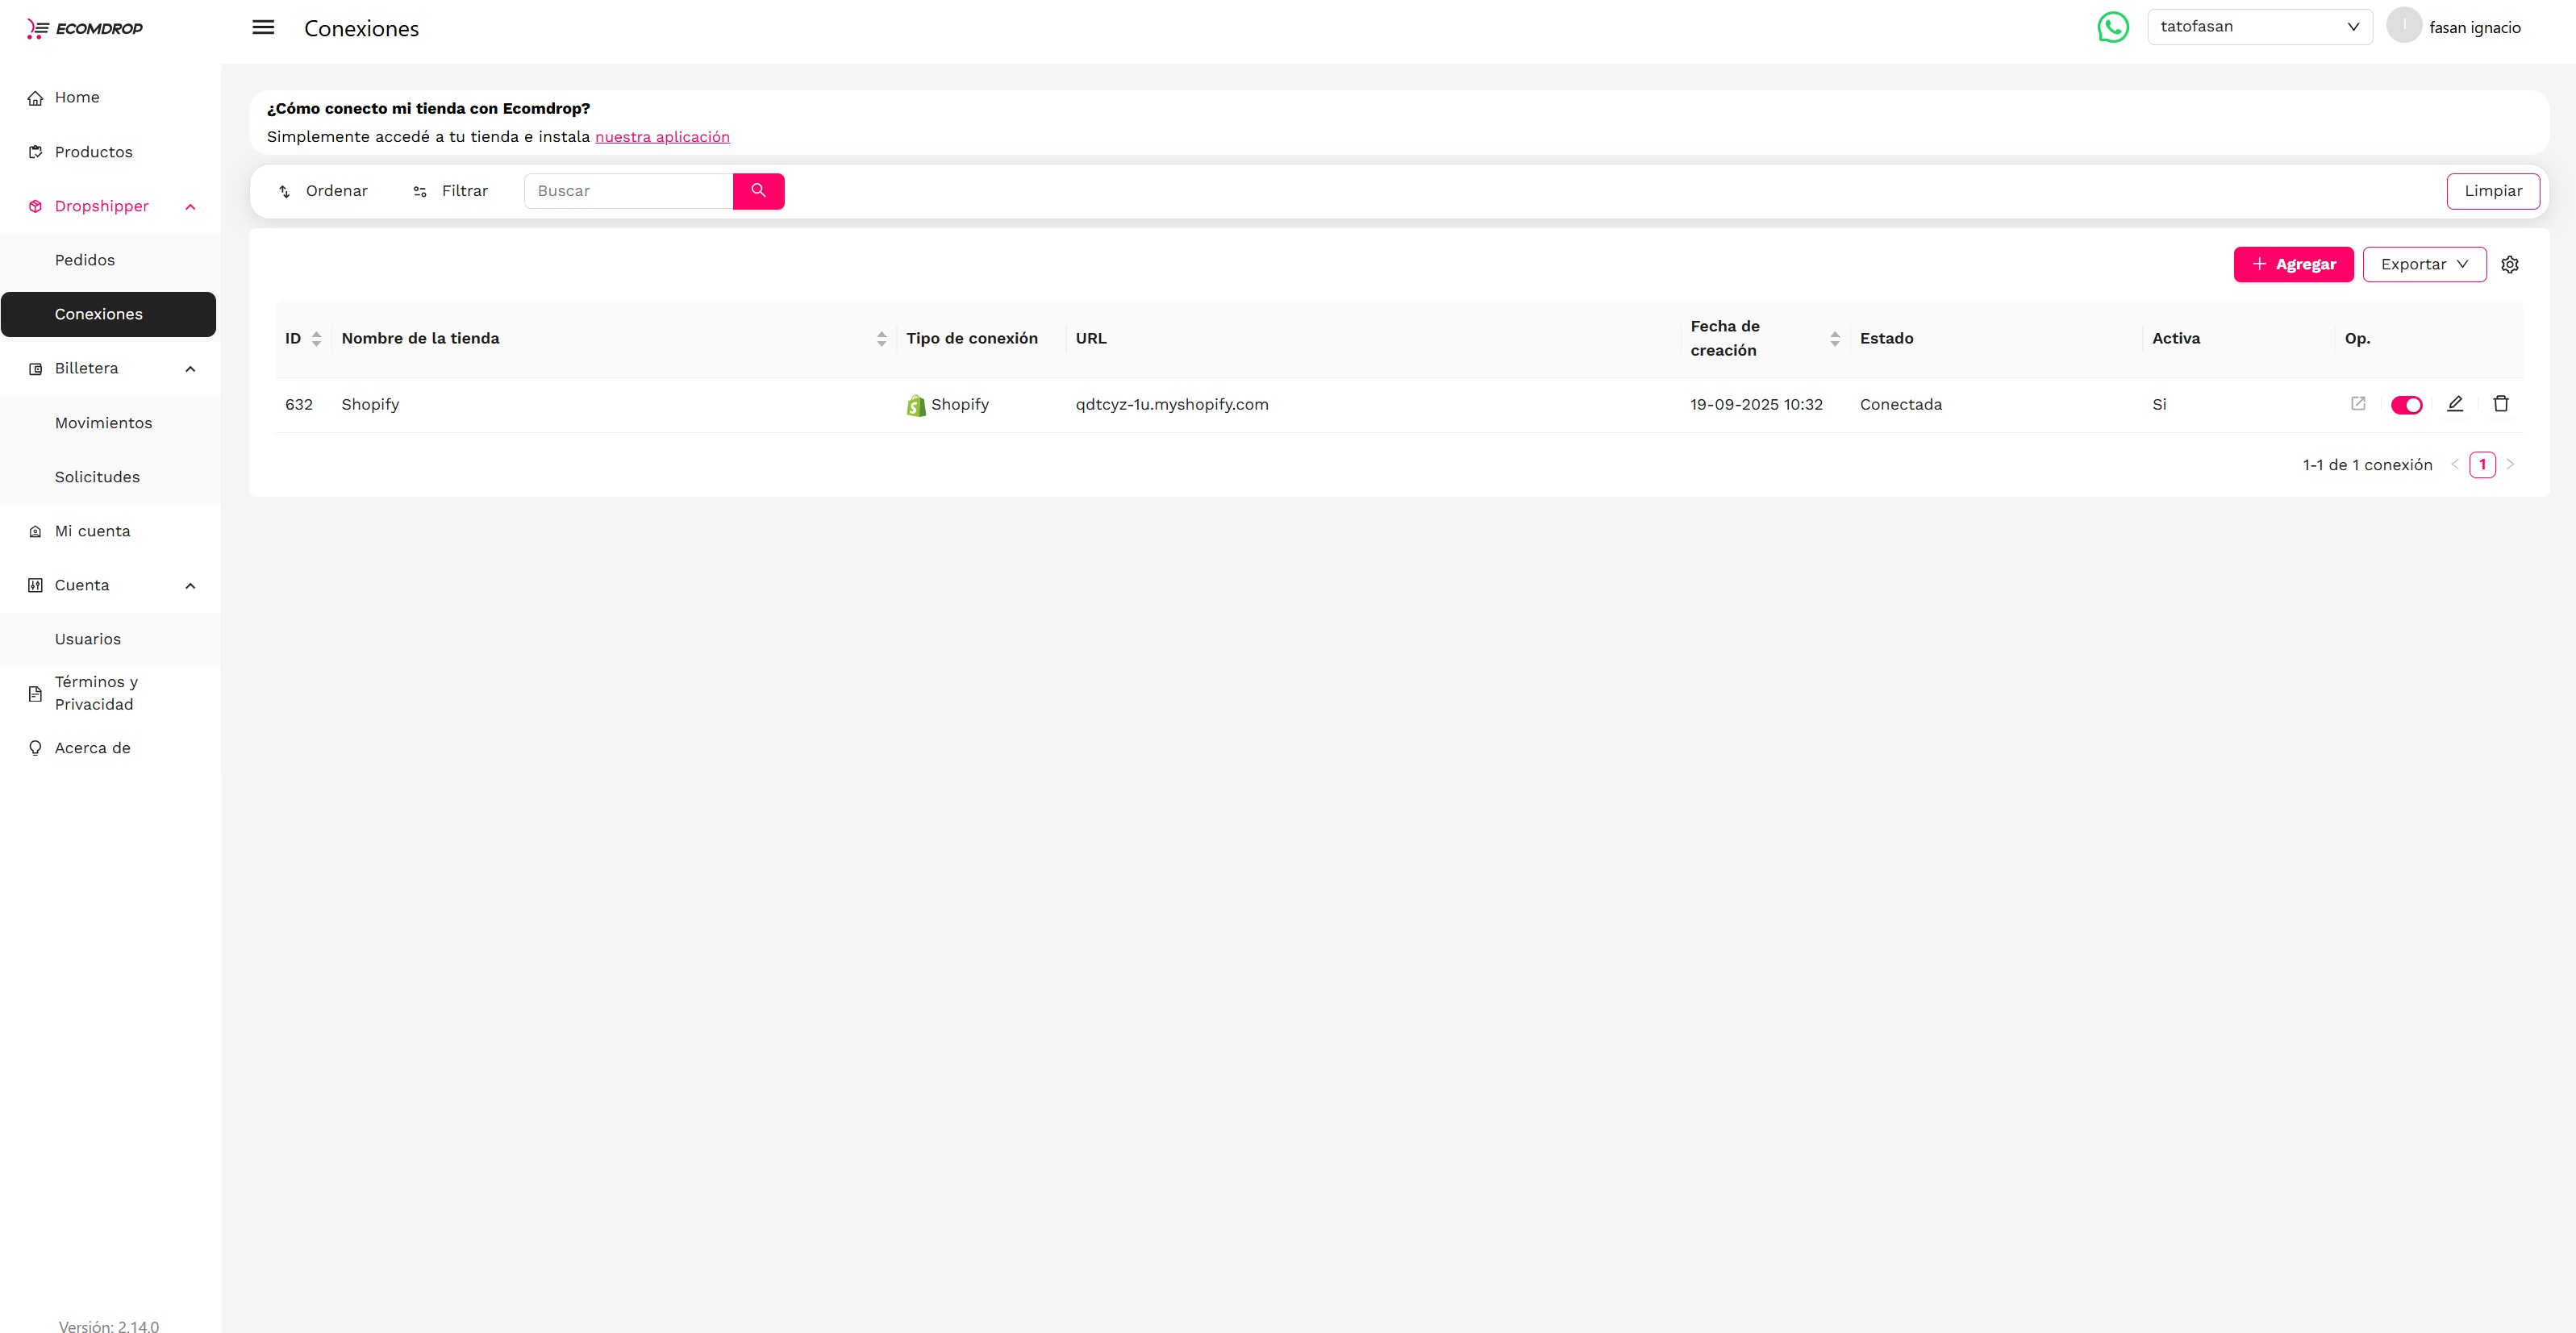 ECOMDROP
Conexiones
tatofasan
I
fasan ignacio
Home
Productos
Dropshipper
Pedidos
Conexiones
Billetera
Movimientos
Solicitudes
Mi cuenta
Cuenta
Usuarios
Términos y
Privacidad
Acerca de
Versión: 2.14.0
¿Cómo conecto mi tienda con Ecomdrop?
Simplemente accedé a tu tienda e instala nuestra aplicación
Ordenar Filtrar Buscar Limpiar
Agregar Exportar
ID Nombre de la tienda Tipo de conexión URL Fecha de creación Estado Activa Op.
632 Shopify Shopify qdtcyz-1u.myshopify.com 19-09-2025 10:32 Conectada Si
1-1 de 1 conexión 1